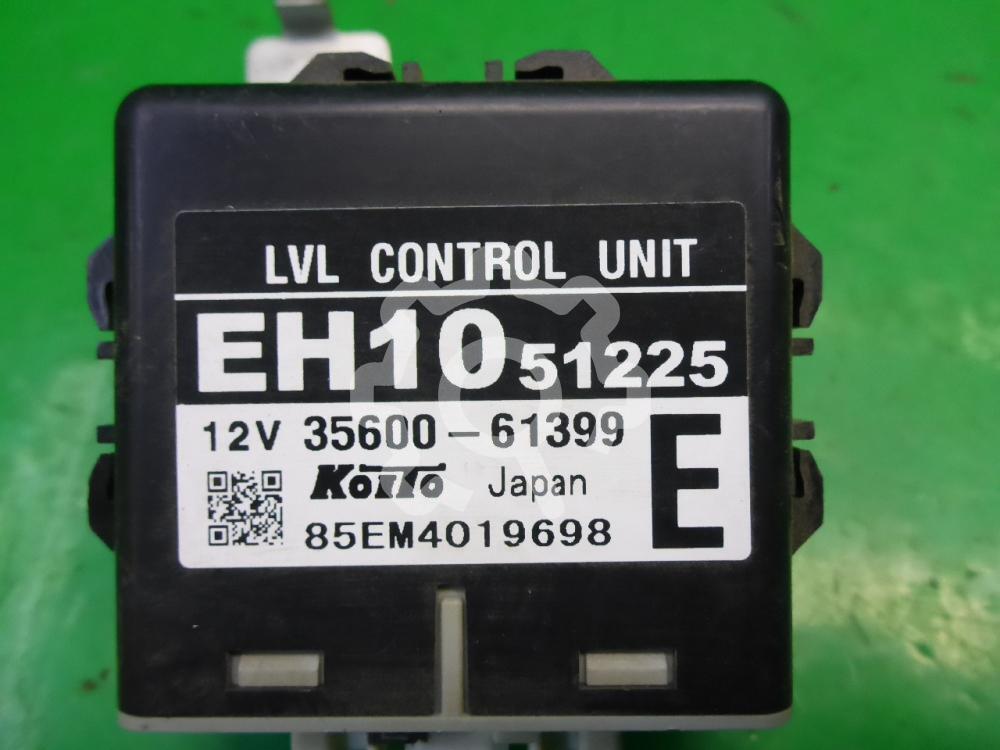 LVL CONTROL UNIT
EH10 51225
12V 35600-61399 E
KOITO Japan
85EM4019698